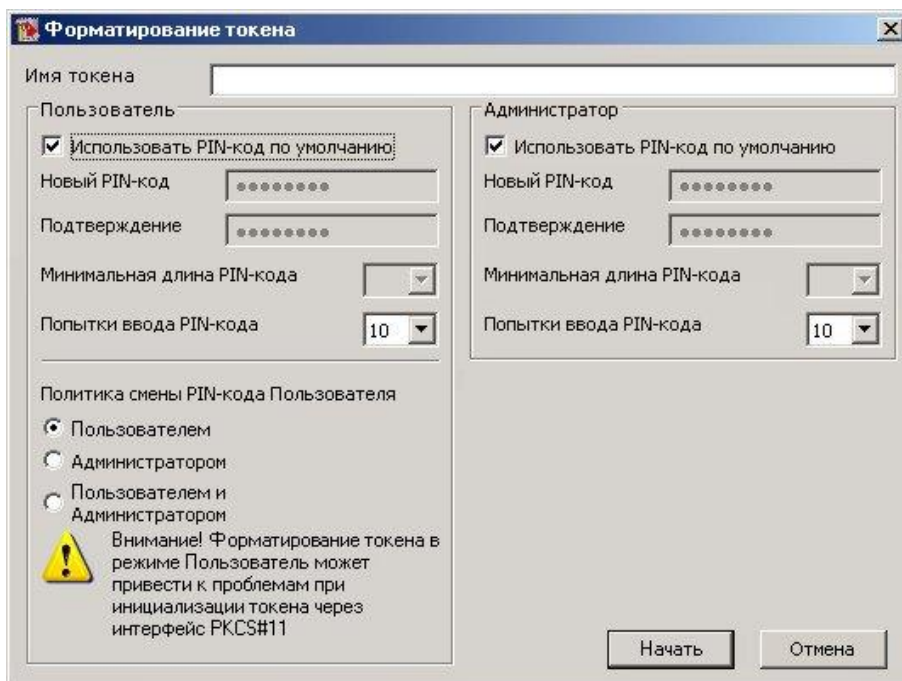 Форматирование токена
Имя токена
Пользователь
Использовать PIN-код по умолчанию
Новый PIN-код
Подтверждение
Минимальная длина PIN-кода
Попытки ввода PIN-кода
10
Политика смены PIN-кода Пользователя
Пользователем
Администратором
Пользователем и
Администратором
Внимание! Форматирование токена в
режиме Пользователь может
привести к проблемам при
инициализации токена через
интерфейс PKCS#11
Администратор
Использовать PIN-код по умолчанию
Новый PIN-код
Подтверждение
Минимальная длина PIN-кода
Попытки ввода PIN-кода
10
Начать
Отмена